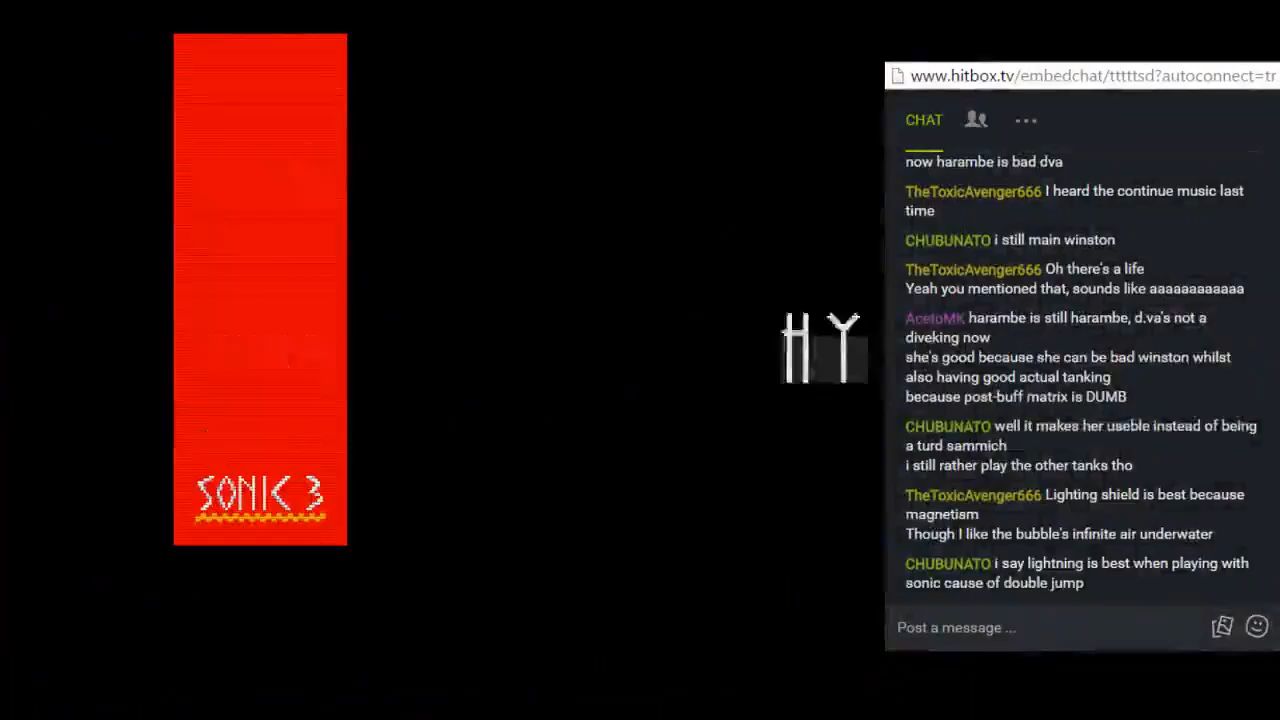 SONIC 3
HY
www.hitbox.tv/embedchat/tttttsd?autoconnect=tr
CHAT
now harambe is bad dva
TheToxicAvenger666 I heard the continue music last
time
CHUBUNATO i still main winston
TheToxicAvenger666 Oh there's a life
Yeah you mentioned that, sounds like aaaaaaaaaaaa
AcetoMK harambe is still harambe, d.va's not a
diveking now
she's good because she can be bad winston whilst
also having good actual tanking
because post-buff matrix is DUMB
CHUBUNATO well it makes her useble instead of being
a turd sammich
i still rather play the other tanks tho
TheToxicAvenger666 Lighting shield is best because
magnetism
Though I like the bubble's infinite air underwater
CHUBUNATO i say lightning is best when playing with
sonic cause of double jump
Post a message ...